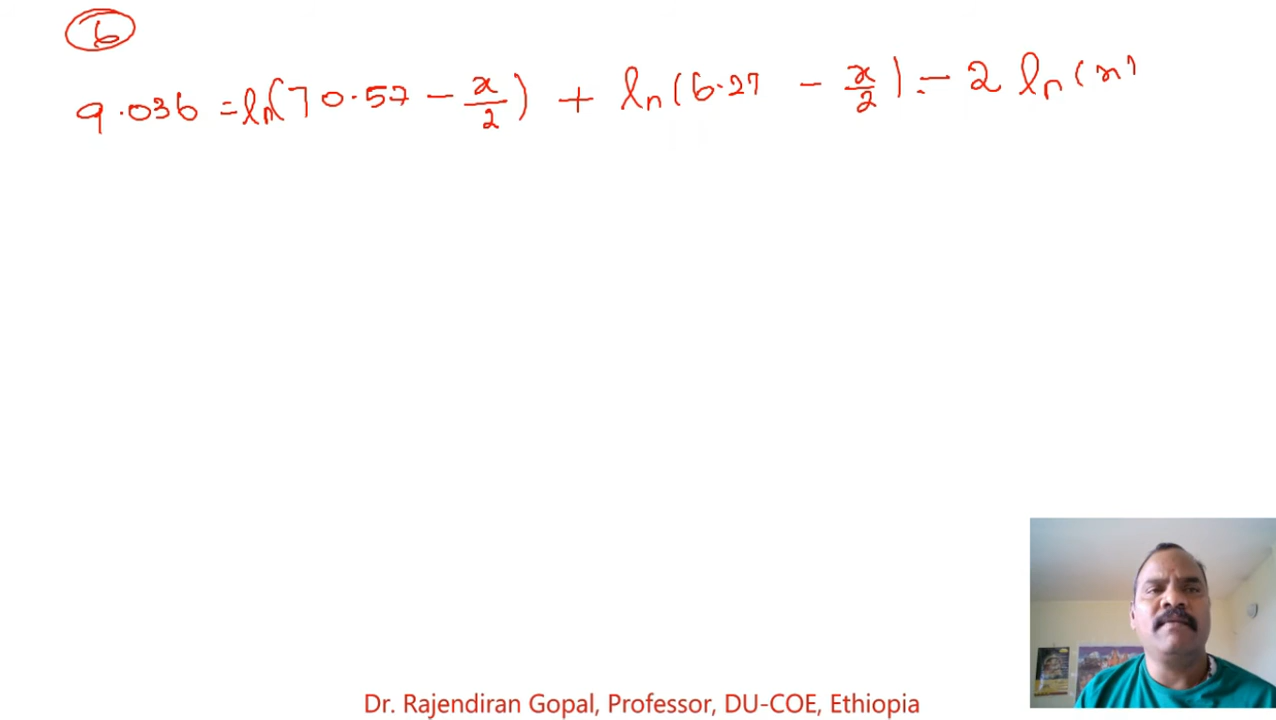 6
9.036 = ln(70.57 - x/2) + ln(6.27 - x/2) - 2 ln(x)
Dr. Rajendiran Gopal, Professor, DU-COE, Ethiopia